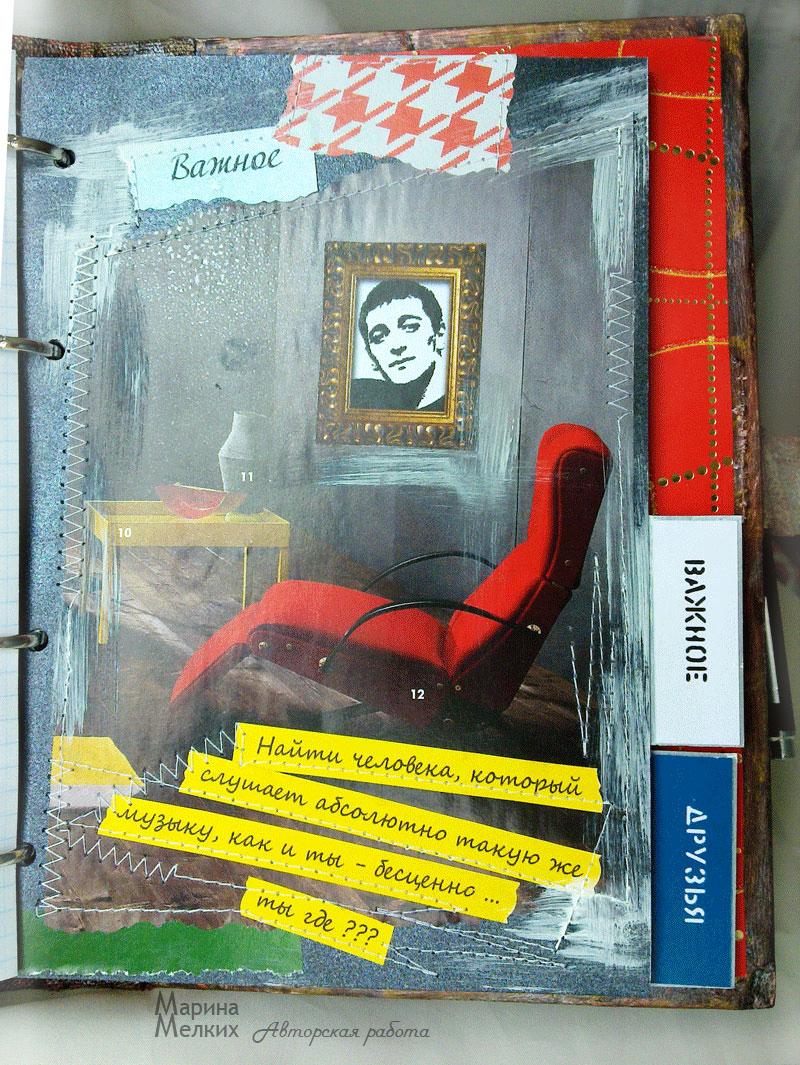 Важное
11
10
12
ВАЖНОЕ
Найти человека, который
слушает абсолютно такую же
музыку, как и ты - бесценно ...
ты где ???
ДРУЗЬЯ
Марина
Мелких Авторская работа